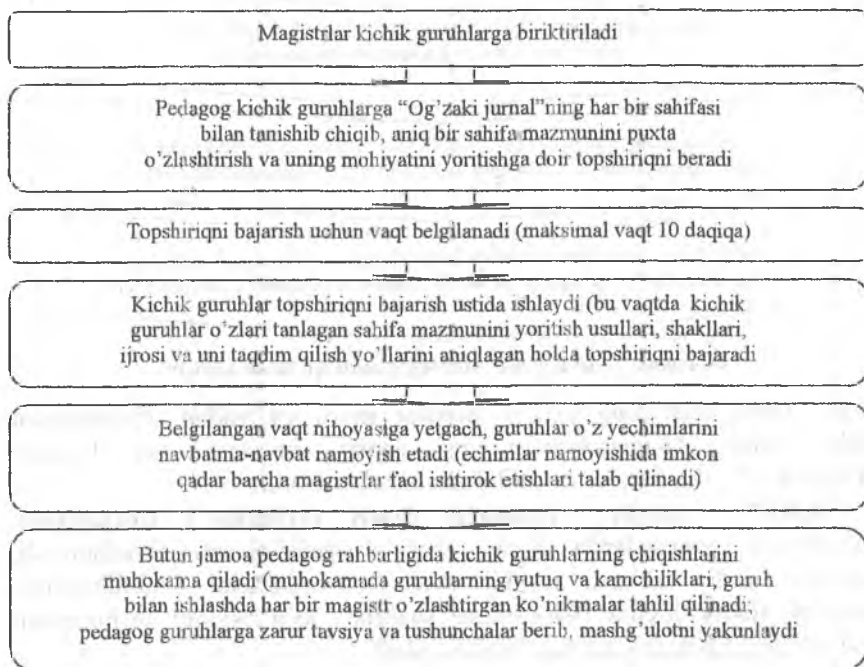 Magistrlar kichik guruhlarga biriktiriladi
Pedagog kichik guruhlarga “Og’zaki jurnal”ning har bir sahifasi
bilan tanishib chiqib, aniq bir sahifa mazmunini puxta
o’zlashtirish va uning mohiyatini yoritishga doir topshiriqni beradi
Topshiriqni bajarish uchun vaqt belgilanadi (maksimal vaqt 10 daqiqa)
Kichik guruhlar topshiriqni bajarish ustida ishlaydi (bu vaqtda kichik
guruhlar o’zlari tanlagan sahifa mazmunini yoritish usullari, shakllari,
ijrosi va uni taqdim qilish yo’llarini aniqlagan holda topshiriqni bajaradi
Belgilangan vaqt nihoyasiga yetgach, guruhlar o’z yechimlarini
navbatma-navbat namoyish etadi (echimlar namoyishida imkon
qadar barcha magistrlar faol ishtirok etishlari talab qilinadi)
Butun jamoa pedagog rahbarligida kichik guruhlarning chiqishlarini
muhokama qiladi (muhokamada guruhlarning yutuq va kamchiliklari, guruh
bilan ishlashda har bir magistr o’zlashtirgan ko’nikmalar tahlil qilinadi;
pedagog guruhlarga zarur tavsiya va tushunchalar berib, mashg’ulotni yakunlaydi